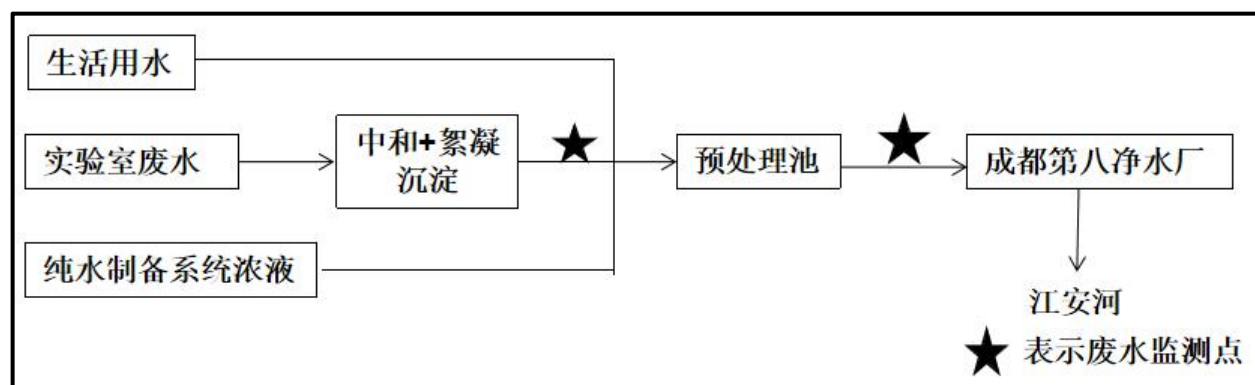 生活用水
实验室废水
中和+絮凝
沉淀
预处理池
成都第八净水厂
纯水制备系统浓液
江安河
表示废水监测点